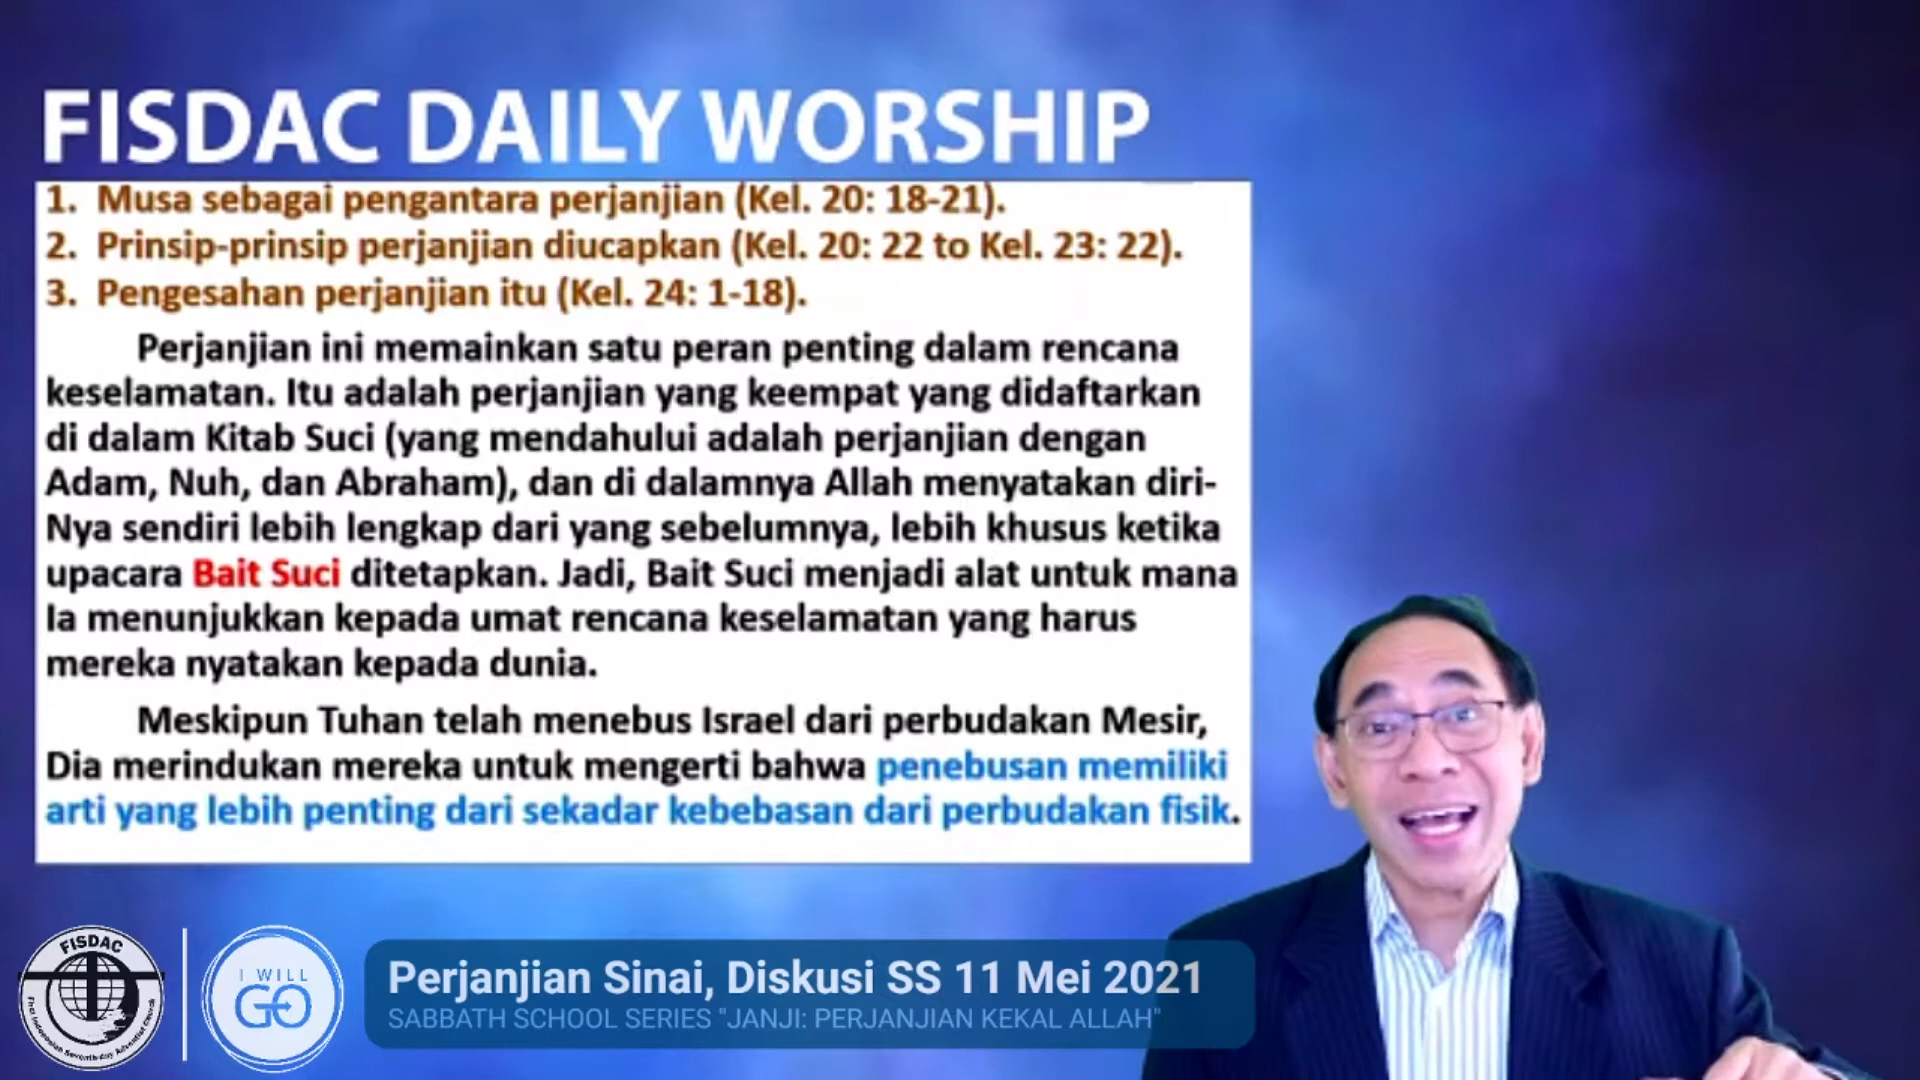 FISDAC DAILY WORSHIP
1. Musa sebagai pengantara perjanjian (Kel. 20: 18-21).
2. Prinsip-prinsip perjanjian diucapkan (Kel. 20: 22 to Kel. 23: 22).
3. Pengesahan perjanjian itu (Kel. 24: 1-18).
Perjanjian ini memainkan satu peran penting dalam rencana
keselamatan. Itu adalah perjanjian yang keempat yang didaftarkan
di dalam Kitab Suci (yang mendahului adalah perjanjian dengan
Adam, Nuh, dan Abraham), dan di dalamnya Allah menyatakan diri-
Nya sendiri lebih lengkap dari yang sebelumnya, lebih khusus ketika
upacara Bait Suci ditetapkan. Jadi, Bait Suci menjadi alat untuk mana
Ia menunjukkan kepada umat rencana keselamatan yang harus
mereka nyatakan kepada dunia.
Meskipun Tuhan telah menebus Israel dari perbudakan Mesir,
Dia merindukan mereka untuk mengerti bahwa penebusan memiliki
arti yang lebih penting dari sekadar kebebasan dari perbudakan fisik.
FISDAC
First Indonesian Seventh-day Adventist Church
I WILL
GO
Perjanjian Sinai, Diskusi SS 11 Mei 2021
SABBATH SCHOOL SERIES "JANJI: PERJANJIAN KEKAL ALLAH"